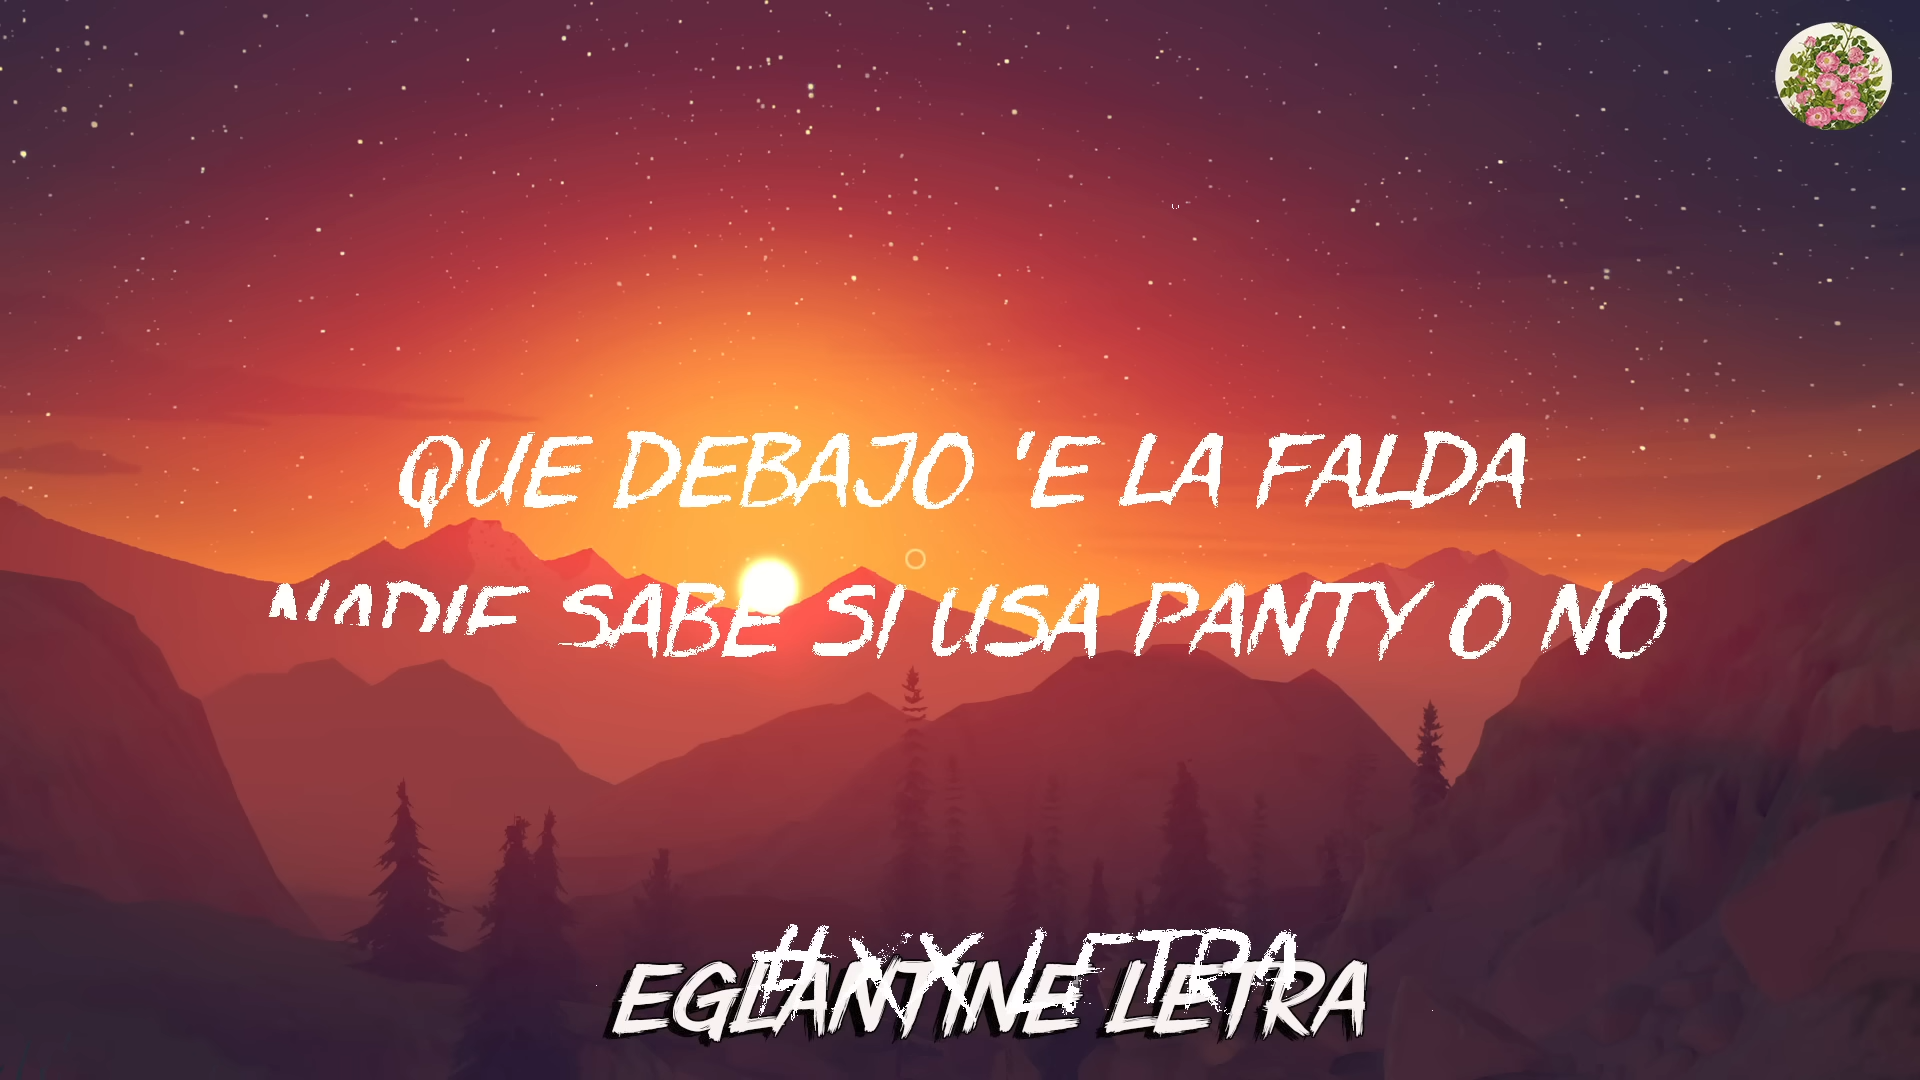 QUE DEBAJO 'E LA FALDA
NADIE SABE SI USA PANTY O NO
EGLANTINE LETRA